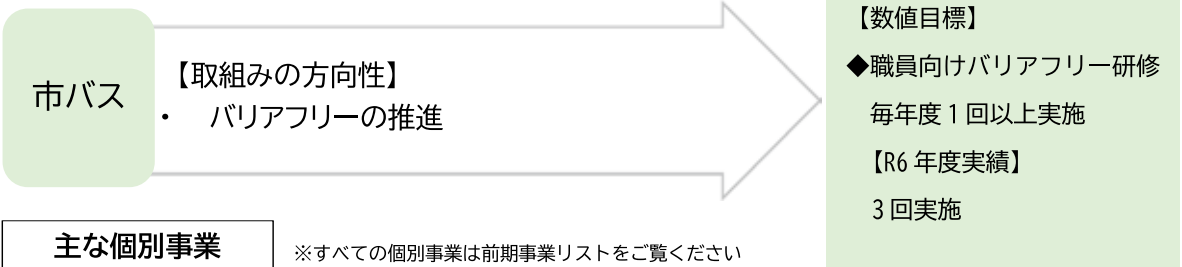 市バス
【取組みの方向性】
・ バリアフリーの推進
【数値目標】
◆職員向けバリアフリー研修
毎年度1回以上実施
【R6年度実績】
3回実施
主な個別事業
※すべての個別事業は前期事業リストをご覧ください